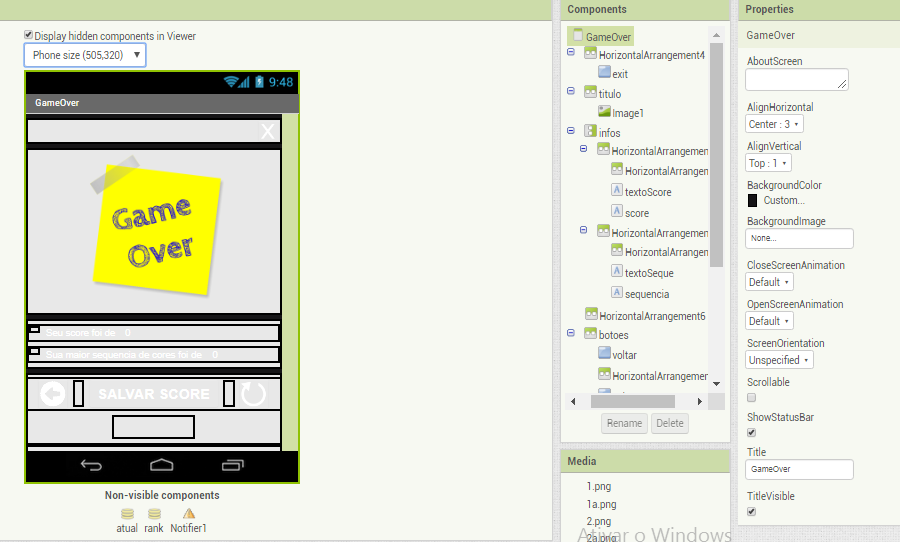 Display hidden components in Viewer
Phone size (505,320)
9:48
GameOver
X
Game
Over
Seu score foi de 0
Sua maior sequencia de cores foi de 0
SALVAR SCORE
Non-visible components
atual rank Notifier1
Components
GameOver
HorizontalArrangement4
exit
titulo
Image1
infos
HorizontalArrangemen
HorizontalArrangem
textoScore
score
HorizontalArrangemen
HorizontalArrangem
textoSeque
sequencia
HorizontalArrangement6
botoes
voltar
HorizontalArrangemen
Rename Delete
Media
1.png
1a.png
2.png
2a.png
Properties
GameOver
AboutScreen
AlignHorizontal
Center : 3
AlignVertical
Top : 1
BackgroundColor
Custom...
BackgroundImage
None...
CloseScreenAnimation
Default
OpenScreenAnimation
Default
ScreenOrientation
Unspecified
Scrollable
ShowStatusBar
Title
GameOver
TitleVisible
Ativar o Windows